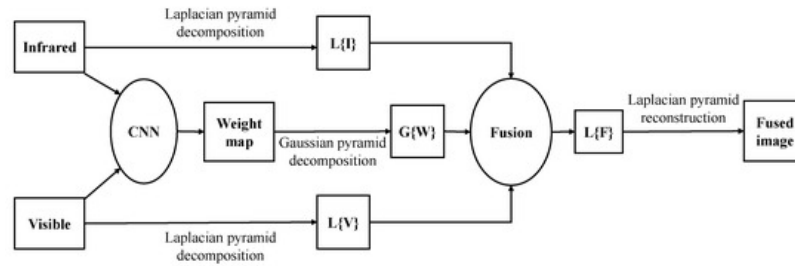 Laplacian pyramid
decomposition
Infrared
L{I}
CNN
Weight
map
Gaussian pyramid
decomposition
G{W}
Fusion
L{F}
Laplacian pyramid
reconstruction
Fused
image
Visible
Laplacian pyramid
decomposition
L{V}